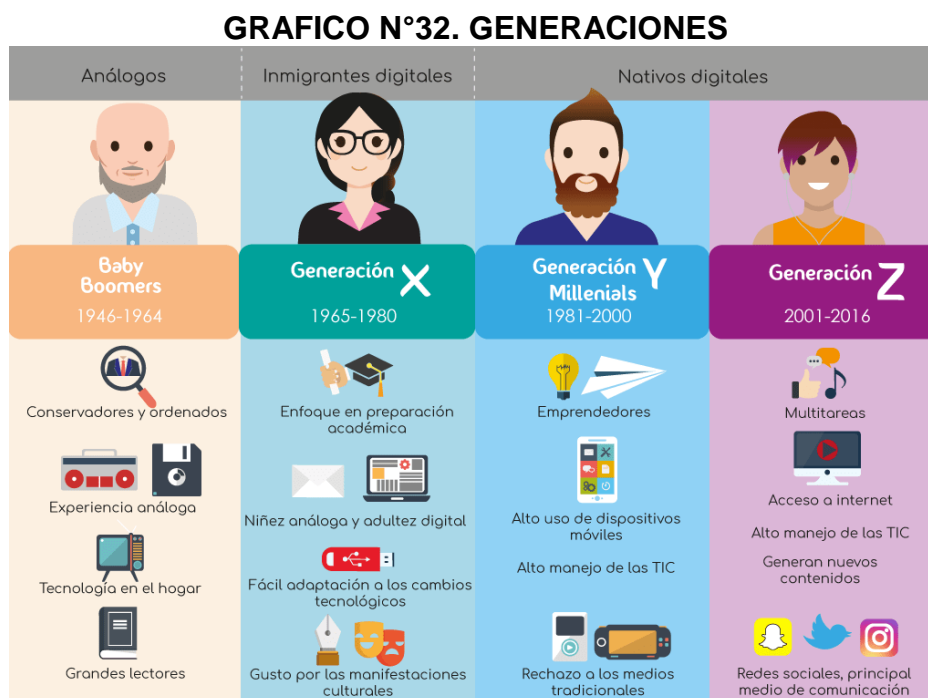 GRAFICO N°32. GENERACIONES
Análogos
Inmigrantes digitales
Nativos digitales
Baby
Boomers
1946-1964
Generación X
1965-1980
Generación Y
Millenials
1981-2000
Generación Z
2001-2016
Conservadores y ordenados
Experiencia análoga
Tecnología en el hogar
Grandes lectores
Enfoque en preparación
académica
Niñez análoga y adultez digital
Fácil adaptación a los cambios
tecnológicos
Gusto por las manifestaciones
culturales
Emprendedores
Alto uso de dispositivos
móviles
Alto manejo de las TIC
Rechazo a los medios
tradicionales
Multitareas
Acceso a internet
Alto manejo de las TIC
Generan nuevos
contenidos
Redes sociales, principal
medio de comunicación